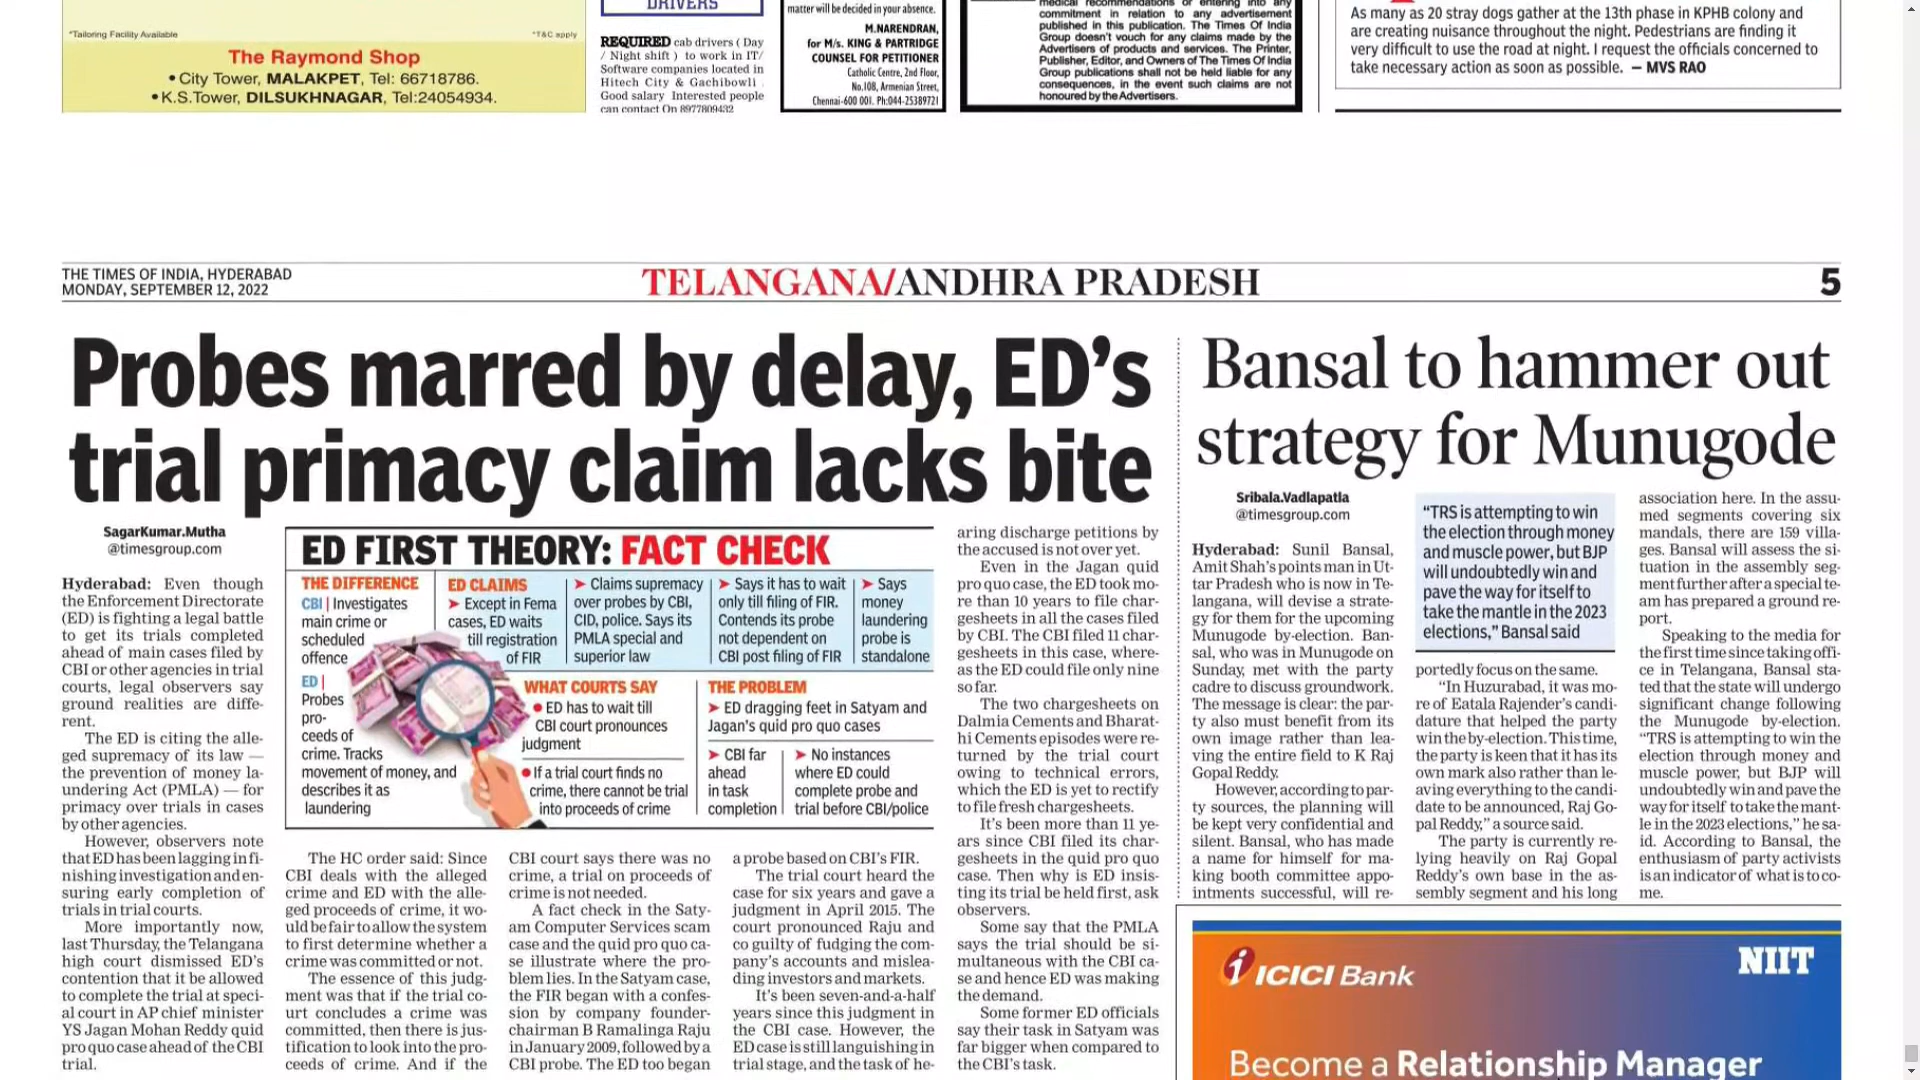 *Tailoring Facility Available
*T&C apply
The Raymond Shop
• City Tower, MALAKPET, Tel: 66718786.
• K.S.Tower, DILSUKHNAGAR, Tel:24054934.
DRIVERS
REQUIRED cab drivers ( Day
/ Night shift ) to work in IT/
Software companies located in
Hitech City & Gachibowli .
Good salary Interested people
can contact On 8977809432
matter will be decided in your absence.
M.NARENDRAN,
for M/s. KING & PARTRIDGE
COUNSEL FOR PETITIONER
Catholic Centre, 2nd Floor,
No.108, Armenian Street,
Chennai-600 001. Ph:044-25389721
medical recommendations or entering into any
commitment in relation to any advertisement
published in this publication. The Times Of India
Group doesn't vouch for any claims made by the
Advertisers of products and services. The Printer,
Publisher, Editor, and Owners of The Times Of India
Group publications shall not be held liable for any
consequences, in the event such claims are not
honoured by the Advertisers.
As many as 20 stray dogs gather at the 13th phase in KPHB colony and
are creating nuisance throughout the night. Pedestrians are finding it
very difficult to use the road at night. I request the officials concerned to
take necessary action as soon as possible. — MVS RAO
THE TIMES OF INDIA, HYDERABAD
MONDAY, SEPTEMBER 12, 2022
TELANGANA/ANDHRA PRADESH
5
Probes marred by delay, ED's
trial primacy claim lacks bite
SagarKumar.Mutha
@timesgroup.com
Hyderabad: Even though
the Enforcement Directorate
(ED) is fighting a legal battle
to get its trials completed
ahead of main cases filed by
CBI or other agencies in trial
courts, legal observers say
ground realities are diffe-
rent.
The ED is citing the alle-
ged supremacy of its law —
the prevention of money la-
undering Act (PMLA) — for
primacy over trials in cases
by other agencies.
However, observers note
that ED has been lagging in fi-
nishing investigation and en-
suring early completion of
trials in trial courts.
More importantly now,
last Thursday, the Telangana
high court dismissed ED's
contention that it be allowed
to complete the trial at speci-
al court in AP chief minister
YS Jagan Mohan Reddy quid
pro quo case ahead of the CBI
trial.
ED FIRST THEORY: FACT CHECK
THE DIFFERENCE
CBI | Investigates
main crime or
scheduled
offence
ED |
Probes
pro-
ceeds of
crime. Tracks
movement of money, and
describes it as
laundering
ED CLAIMS
➤ Except in Fema
cases, ED waits
till registration
of FIR
➤ Claims supremacy
over probes by CBI,
CID, police. Says its
PMLA special and
superior law
➤ Says it has to wait
only till filing of FIR.
Contends its probe
not dependent on
CBI post filing of FIR
➤ Says
money
laundering
probe is
standalone
WHAT COURTS SAY
● ED has to wait till
CBI court pronounces
judgment
● If a trial court finds no
crime, there cannot be trial
into proceeds of crime
THE PROBLEM
➤ ED dragging feet in Satyam and
Jagan's quid pro quo cases
➤ CBI far
ahead
in task
completion
➤ No instances
where ED could
complete probe and
trial before CBI/police
The HC order said: Since
CBI deals with the alleged
crime and ED with the alle-
ged proceeds of crime, it wo-
uld be fair to allow the system
to first determine whether a
crime was committed or not.
The essence of this judg-
ment was that if the trial co-
urt concludes a crime was
committed, then there is jus-
tification to look into the pro-
ceeds of crime. And if the
CBI court says there was no
crime, a trial on proceeds of
crime is not needed.
A fact check in the Saty-
am Computer Services scam
case and the quid pro quo ca-
se illustrate where the pro-
blem lies. In the Satyam case,
the FIR began with a confes-
sion by company founder-
chairman B Ramalinga Raju
in January 2009, followed by a
CBI probe. The ED too began
a probe based on CBI's FIR.
The trial court heard the
case for six years and gave a
judgment in April 2015. The
court pronounced Raju and
co guilty of fudging the com-
pany's accounts and mislea-
ding investors and markets.
It's been seven-and-a-half
years since this judgment in
the CBI case. However, the
ED case is still languishing in
trial stage, and the task of he-
aring discharge petitions by
the accused is not over yet.
Even in the Jagan quid
pro quo case, the ED took mo-
re than 10 years to file char-
gesheets in all the cases filed
by CBI. The CBI filed 11 char-
gesheets in this case, where-
as the ED could file only nine
so far.
The two chargesheets on
Dalmia Cements and Bharat-
hi Cements episodes were re-
turned by the trial court
owing to technical errors,
which the ED is yet to rectify
to file fresh chargesheets.
It's been more than 11 ye-
ars since CBI filed its char-
gesheets in the quid pro quo
case. Then why is ED insis-
ting its trial be held first, ask
observers.
Some say that the PMLA
says the trial should be si-
multaneous with the CBI ca-
se and hence ED was making
the demand.
Some former ED officials
say their task in Satyam was
far bigger when compared to
the CBI's task.
Bansal to hammer out
strategy for Munugode
Sribala.Vadlapatla
@timesgroup.com
Hyderabad: Sunil Bansal,
Amit Shah's points man in Ut-
tar Pradesh who is now in Te-
langana, will devise a strate-
gy for them for the upcoming
Munugode by-election. Ban-
sal, who was in Munugode on
Sunday, met with the party
cadre to discuss groundwork.
The message is clear: the par-
ty also must benefit from its
own image rather than lea-
ving the entire field to K Raj
Gopal Reddy.
However, according to par-
ty sources, the planning will
be kept very confidential and
silent. Bansal, who has made
a name for himself for ma-
king booth committee appo-
intments successful, will re-
"TRS is attempting to win
the election through money
and muscle power, but BJP
will undoubtedly win and
pave the way for itself to
take the mantle in the 2023
elections," Bansal said
portedly focus on the same.
"In Huzurabad, it was mo-
re of Eatala Rajender's candi-
dature that helped the party
win the by-election. This time,
the party is keen that it has its
own mark also rather than le-
aving everything to the candi-
date to be announced, Raj Go-
pal Reddy," a source said.
The party is currently re-
lying heavily on Raj Gopal
Reddy's own base in the as-
sembly segment and his long
association here. In the assu-
med segments covering six
mandals, there are 159 villa-
ges. Bansal will assess the si-
tuation in the assembly seg-
ment further after a special te-
am has prepared a ground re-
port.
Speaking to the media for
the first time since taking offi-
ce in Telangana, Bansal sta-
ted that the state will undergo
significant change following
the Munugode by-election.
"TRS is attempting to win the
election through money and
muscle power, but BJP will
undoubtedly win and pave the
way for itself to take the mant-
le in the 2023 elections," he sa-
id. According to Bansal, the
enthusiasm of party activists
is an indicator of what is to co-
me.
ICICI Bank
NIIT
Become a Relationship Manager